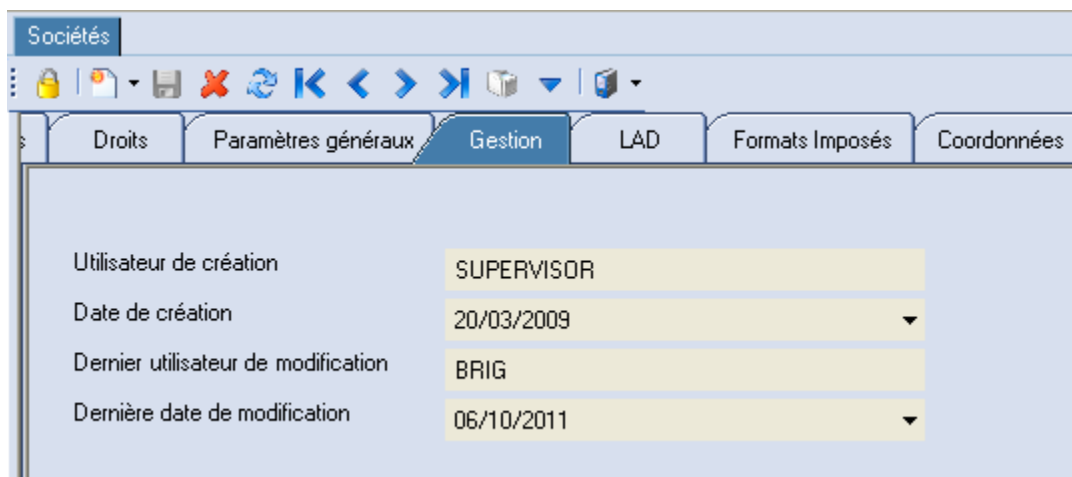 Sociétés
Droits Paramètres généraux Gestion LAD Formats Imposés Coordonnées
Utilisateur de création SUPERVISOR
Date de création 20/03/2009
Dernier utilisateur de modification BRIG
Dernière date de modification 06/10/2011